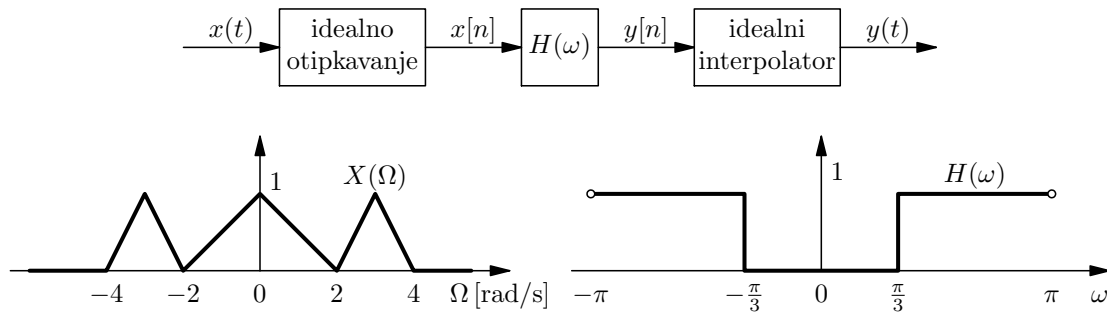 x(t) idealno otipkavanje x[n] H(ω) y[n] idealni interpolator y(t)
1 X(Ω)
−4 −2 0 2 4 Ω [rad/s]
1 H(ω)
−π −π/3 0 π/3 π ω